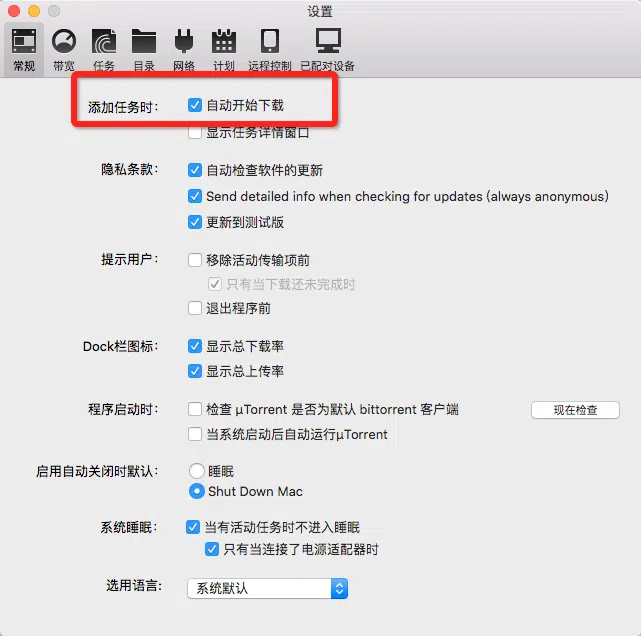 设置
常规 带宽 任务 目录 网络 计划 远程控制 已配对设备
添加任务时： 自动开始下载
显示任务详情窗口
隐私条款： 自动检查软件的更新
Send detailed info when checking for updates (always anonymous)
更新到测试版
提示用户： 移除活动传输项前
只有当下载还未完成时
退出程序前
Dock栏图标： 显示总下载率
显示总上传率
程序启动时： 检查 µTorrent 是否为默认 bittorrent 客户端 现在检查
当系统启动后自动运行µTorrent
启用自动关闭时默认： 睡眠
Shut Down Mac
系统睡眠： 当有活动任务时不进入睡眠
只有当连接了电源适配器时
选用语言： 系统默认